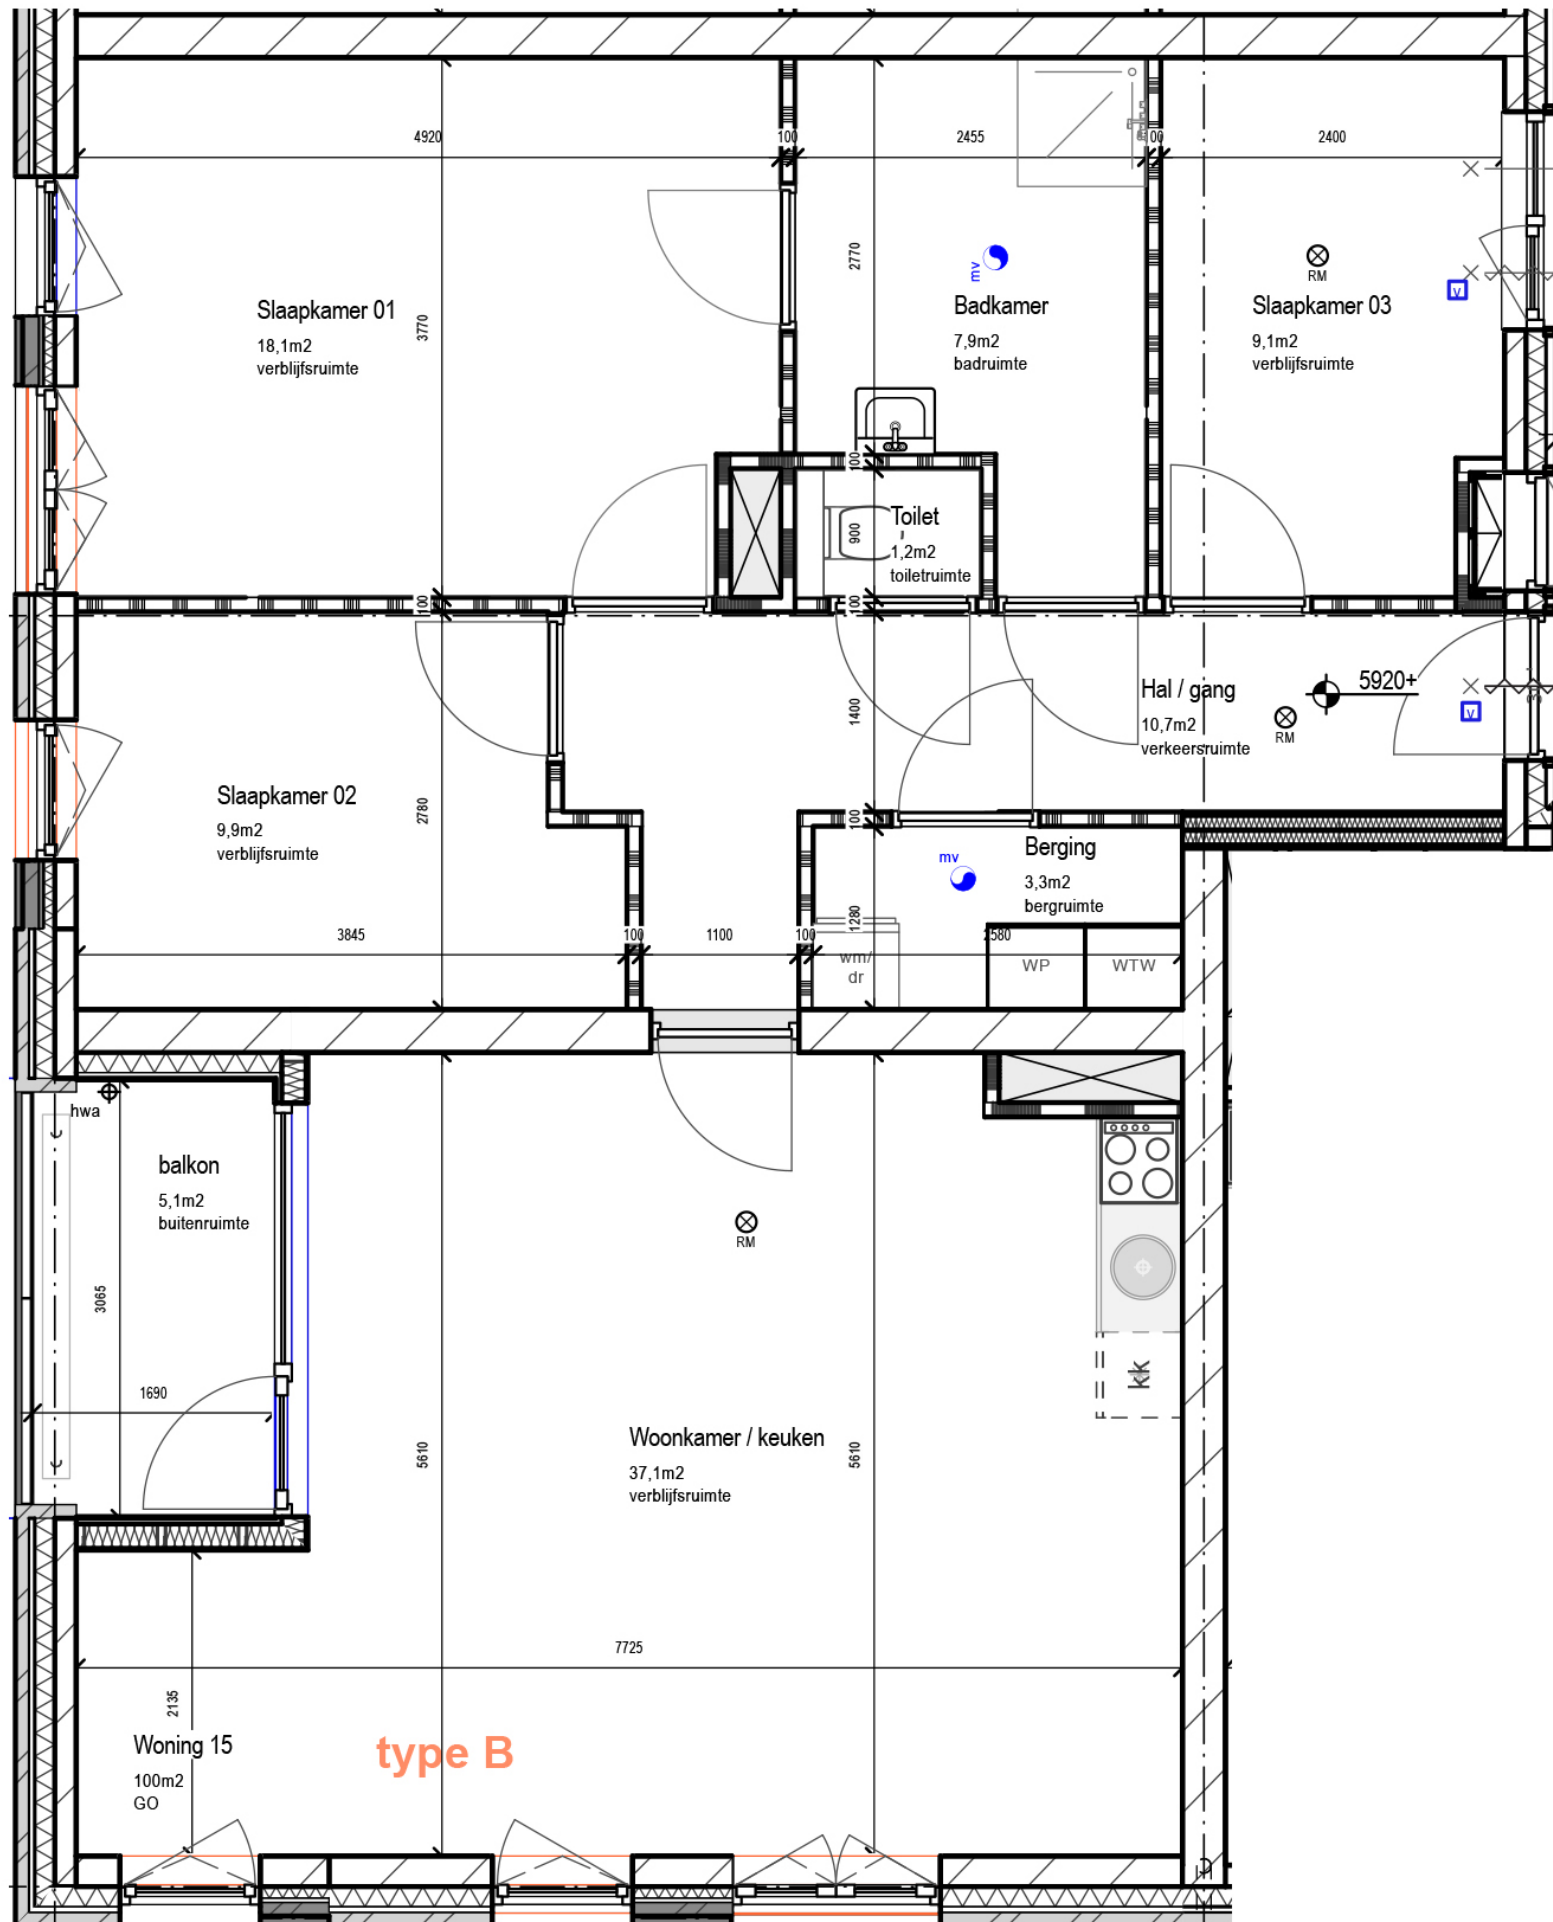 4920
100
2455
00
2400
2770
3770
mv
RM
v
Slaapkamer 01
18,1m2
verblijfsruimte
Badkamer
7,9m2
badruimte
Slaapkamer 03
9,1m2
verblijfsruimte
100
900
Toilet
1,2m2
toiletruimte
100
100
1400
Hal / gang
10,7m2
verkeersruimte
5920+
RM
v
Slaapkamer 02
9,9m2
verblijfsruimte
2780
100
mv
Berging
3,3m2
bergruimte
1280
3845
100
1100
100
2580
wm/
dr
WP
WTW
hwa
balkon
5,1m2
buitenruimte
RM
3065
1690
kk
5610
Woonkamer / keuken
37,1m2
verblijfsruimte
5610
7725
2135
Woning 15
100m2
GO
type B